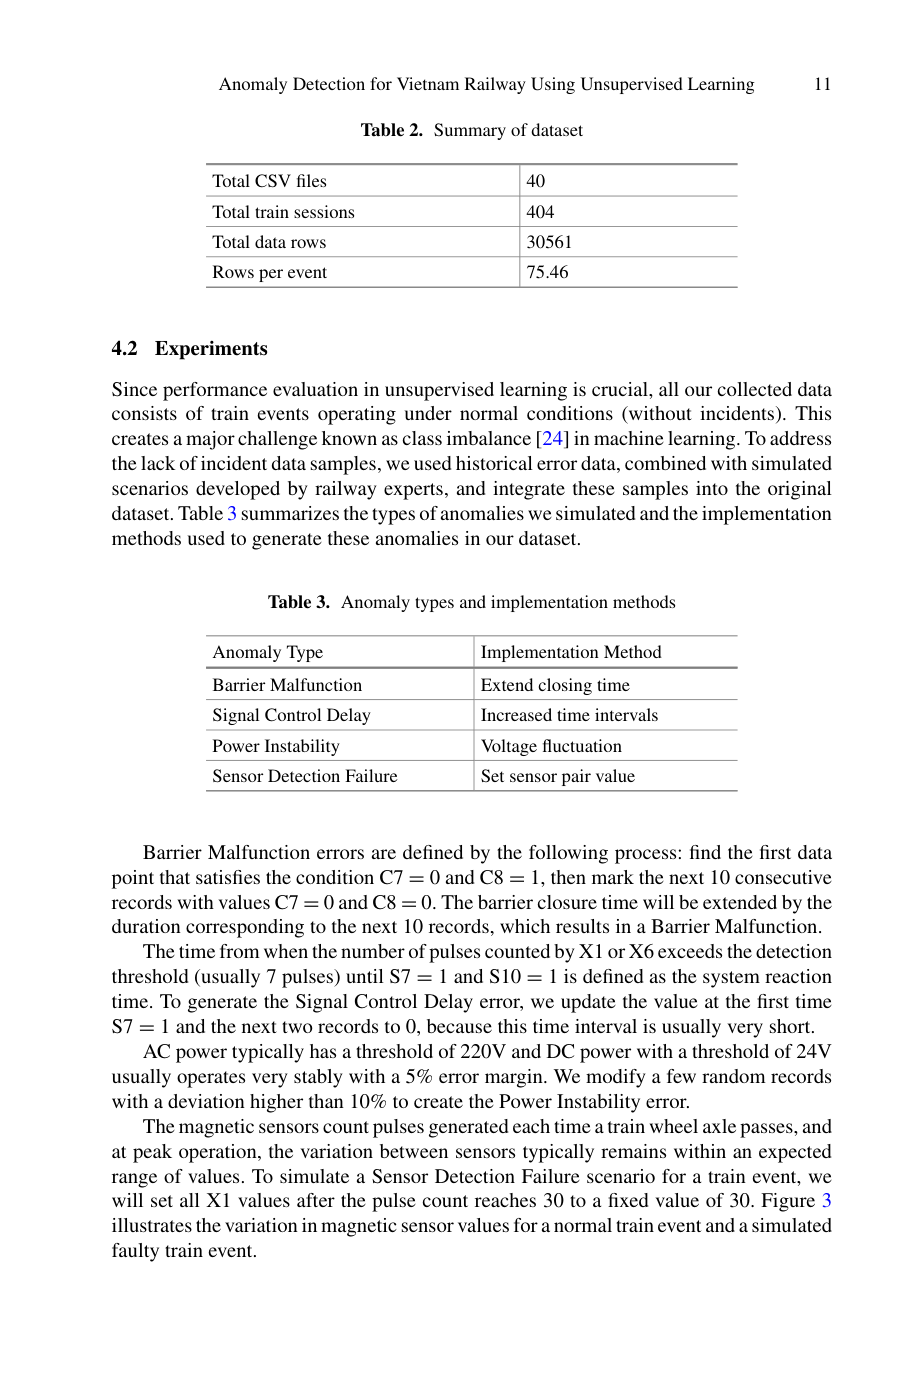 Anomaly Detection for Vietnam Railway Using Unsupervised Learning 11
Table 2. Summary of dataset
Total CSV files 40
Total train sessions 404
Total data rows 30561
Rows per event 75.46
4.2 Experiments
Since performance evaluation in unsupervised learning is crucial, all our collected data
consists of train events operating under normal conditions (without incidents). This
creates a major challenge known as class imbalance [24] in machine learning. To address
the lack of incident data samples, we used historical error data, combined with simulated
scenarios developed by railway experts, and integrate these samples into the original
dataset. Table 3 summarizes the types of anomalies we simulated and the implementation
methods used to generate these anomalies in our dataset.
Table 3. Anomaly types and implementation methods
Anomaly Type Implementation Method
Barrier Malfunction Extend closing time
Signal Control Delay Increased time intervals
Power Instability Voltage fluctuation
Sensor Detection Failure Set sensor pair value
Barrier Malfunction errors are defined by the following process: find the first data
point that satisfies the condition C7 = 0 and C8 = 1, then mark the next 10 consecutive
records with values C7 = 0 and C8 = 0. The barrier closure time will be extended by the
duration corresponding to the next 10 records, which results in a Barrier Malfunction.
The time from when the number of pulses counted by X1 or X6 exceeds the detection
threshold (usually 7 pulses) until S7 = 1 and S10 = 1 is defined as the system reaction
time. To generate the Signal Control Delay error, we update the value at the first time
S7 = 1 and the next two records to 0, because this time interval is usually very short.
AC power typically has a threshold of 220V and DC power with a threshold of 24V
usually operates very stably with a 5% error margin. We modify a few random records
with a deviation higher than 10% to create the Power Instability error.
The magnetic sensors count pulses generated each time a train wheel axle passes, and
at peak operation, the variation between sensors typically remains within an expected
range of values. To simulate a Sensor Detection Failure scenario for a train event, we
will set all X1 values after the pulse count reaches 30 to a fixed value of 30. Figure 3
illustrates the variation in magnetic sensor values for a normal train event and a simulated
faulty train event.